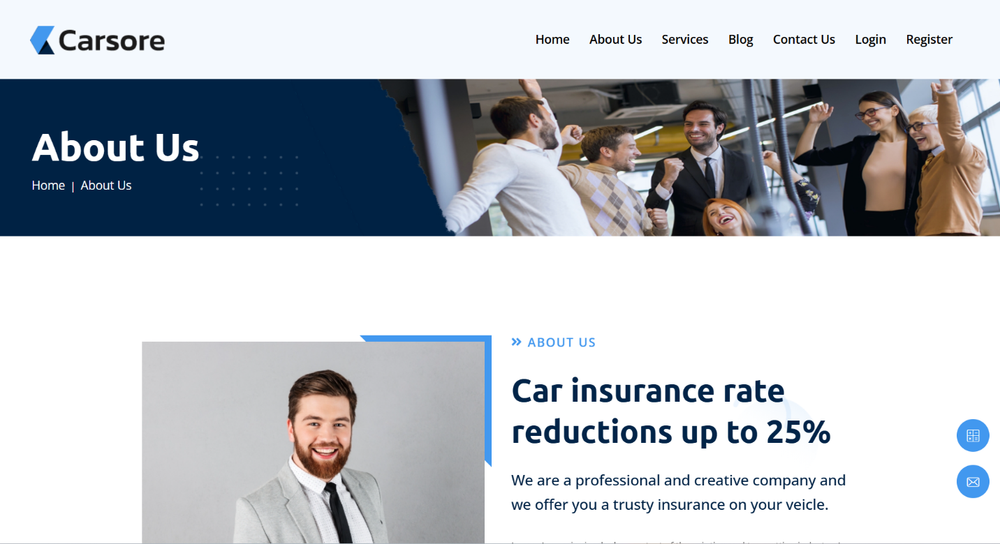 Carsore
Home About Us Services Blog Contact Us Login Register
About Us
Home | About Us
ABOUT US
Car insurance rate
reductions up to 25%
We are a professional and creative company and
we offer you a trusty insurance on your veicle.